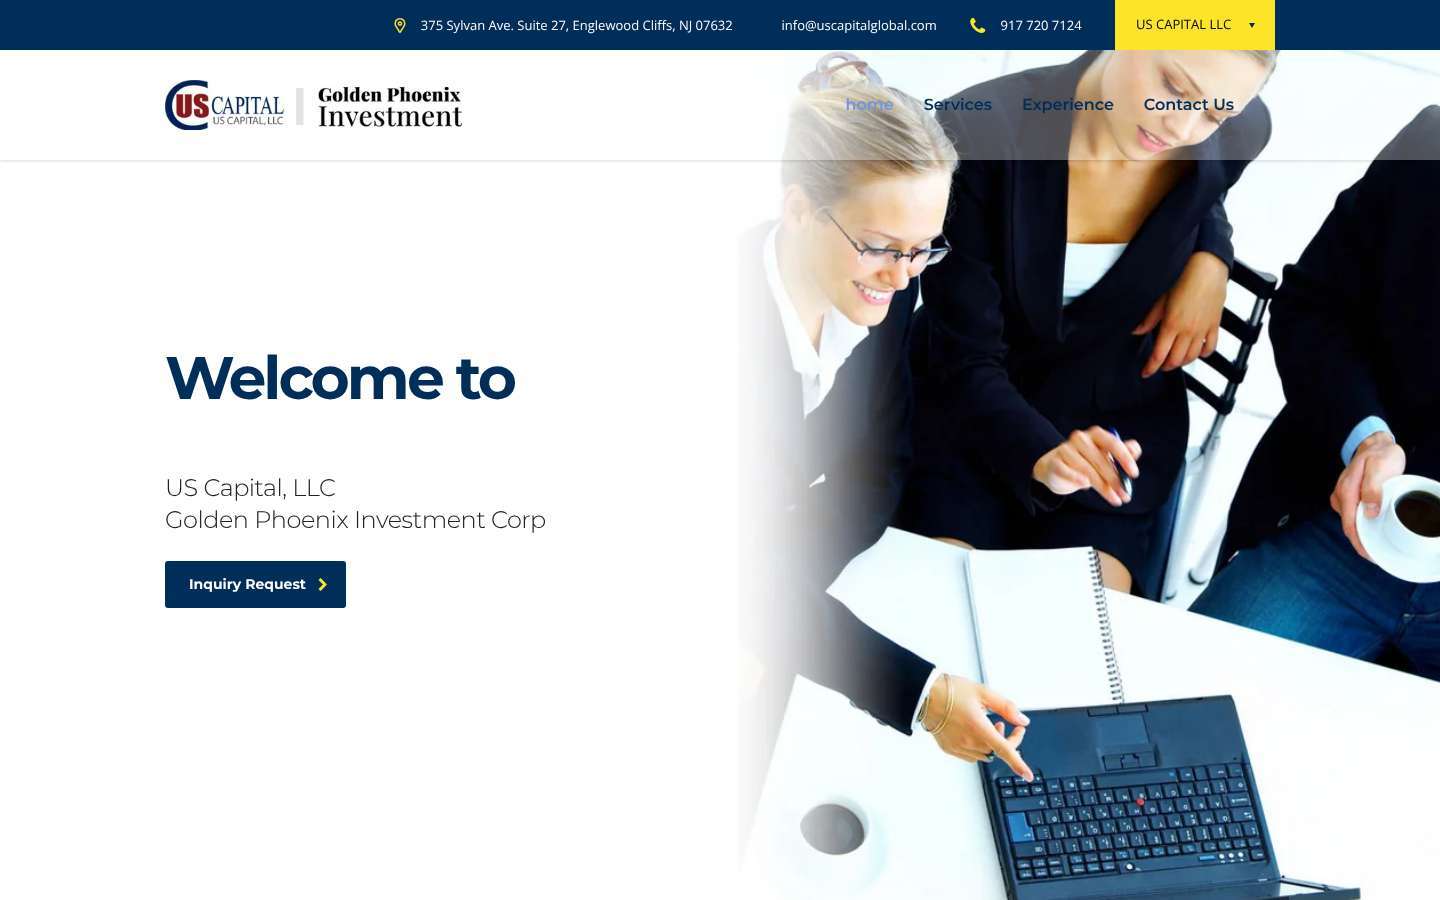 375 Sylvan Ave. Suite 27, Englewood Cliffs, NJ 07632
info@uscapitalglobal.com
917 720 7124
US CAPITAL LLC
US CAPITAL
US CAPITAL, LLC
Golden Phoenix
Investment
home
Services
Experience
Contact Us
Welcome to
US Capital, LLC
Golden Phoenix Investment Corp
Inquiry Request